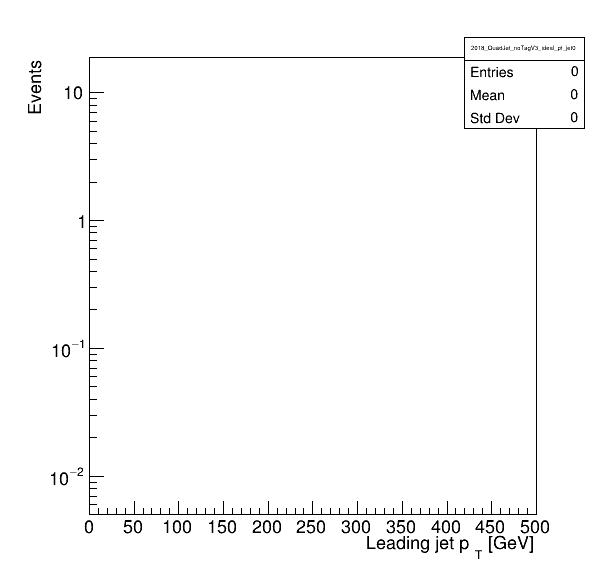 2018_QuadJet_noTagV3_ideal_pt_jet0
Entries 0
Mean 0
Std Dev 0
Events
10
1
10⁻¹
10⁻²
0 50 100 150 200 250 300 350 400 450 500
Leading jet p_T [GeV]